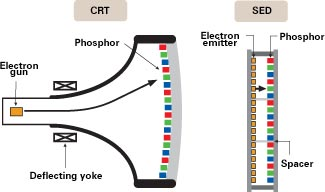 CRT
SED
Phosphor
Electron
gun
Deflecting yoke
Electron
emitter
Phosphor
Spacer